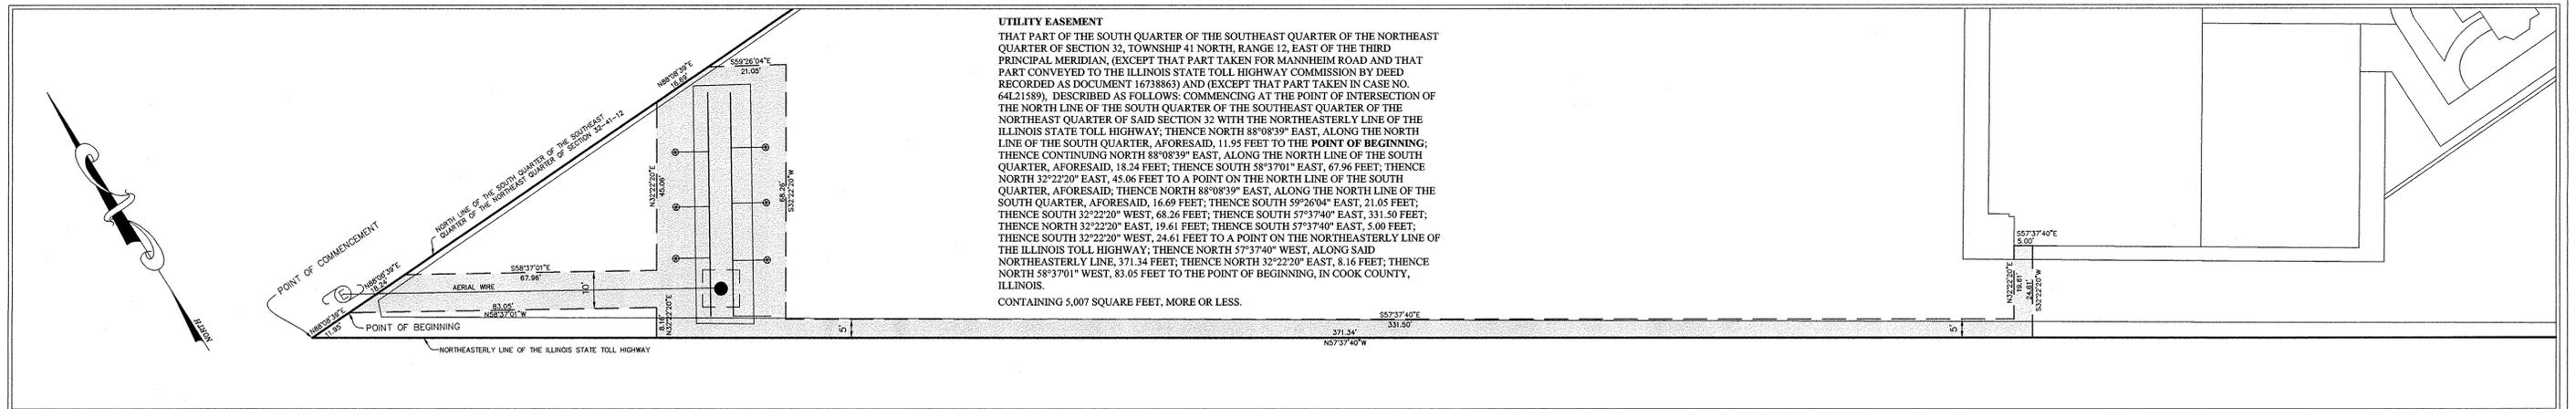 UTILITY EASEMENT
THAT PART OF THE SOUTH QUARTER OF THE SOUTHEAST QUARTER OF THE NORTHEAST
QUARTER OF SECTION 32, TOWNSHIP 41 NORTH, RANGE 12, EAST OF THE THIRD
PRINCIPAL MERIDIAN, (EXCEPT THAT PART TAKEN FOR MANNHEIM ROAD AND THAT
PART CONVEYED TO THE ILLINOIS STATE TOLL HIGHWAY COMMISSION BY DEED
RECORDED AS DOCUMENT 16738863) AND (EXCEPT THAT PART TAKEN IN CASE NO.
64L21589), DESCRIBED AS FOLLOWS: COMMENCING AT THE POINT OF INTERSECTION OF
THE NORTH LINE OF THE SOUTH QUARTER OF THE SOUTHEAST QUARTER OF THE
NORTHEAST QUARTER OF SAID SECTION 32 WITH THE NORTHEASTERLY LINE OF THE
ILLINOIS STATE TOLL HIGHWAY; THENCE NORTH 88°08'39" EAST, ALONG THE NORTH
LINE OF THE SOUTH QUARTER, AFORESAID, 11.95 FEET TO THE POINT OF BEGINNING;
THENCE CONTINUING NORTH 88°08'39" EAST, ALONG THE NORTH LINE OF THE SOUTH
QUARTER, AFORESAID, 18.24 FEET; THENCE SOUTH 58°37'01" EAST, 67.96 FEET; THENCE
NORTH 32°22'20" EAST, 45.06 FEET TO A POINT ON THE NORTH LINE OF THE SOUTH
QUARTER, AFORESAID; THENCE NORTH 88°08'39" EAST, ALONG THE NORTH LINE OF THE
SOUTH QUARTER, AFORESAID, 16.69 FEET; THENCE SOUTH 59°26'04" EAST, 21.05 FEET;
THENCE SOUTH 32°22'20" WEST, 68.26 FEET; THENCE SOUTH 57°37'40" EAST, 331.50 FEET;
THENCE NORTH 32°22'20" EAST, 19.61 FEET; THENCE SOUTH 57°37'40" EAST, 5.00 FEET;
THENCE SOUTH 32°22'20" WEST, 24.61 FEET TO A POINT ON THE NORTHEASTERLY LINE OF
THE ILLINOIS TOLL HIGHWAY; THENCE NORTH 57°37'40" WEST, ALONG SAID
NORTHEASTERLY LINE, 371.34 FEET; THENCE NORTH 32°22'20" EAST, 8.16 FEET; THENCE
NORTH 58°37'01" WEST, 83.05 FEET TO THE POINT OF BEGINNING, IN COOK COUNTY,
ILLINOIS.
CONTAINING 5,007 SQUARE FEET, MORE OR LESS.
N88°08'39"E
16.69'
S59°26'04"E
21.05'
NORTH LINE OF THE SOUTH QUARTER OF THE SOUTHEAST
QUARTER OF THE NORTHEAST QUARTER OF SECTION 32-41-12
N32°22'20"E
45.06'
68.26'
S32°22'20"W
POINT OF COMMENCEMENT
E
N88°08'39"E
18.24'
S58°37'01"E
67.96'
AERIAL WIRE
10'
83.05'
N58°37'01"W
N88°08'39"E
11.95'
POINT OF BEGINNING
8.16'
N32°22'20"E
NORTHEASTERLY LINE OF THE ILLINOIS STATE TOLL HIGHWAY
NORTH
5'
S57°37'40"E
331.50'
371.34'
N57°37'40"W
5'
S57°37'40"E
5.00'
N32°22'20"E
19.61'
24.61'
S32°22'20"W